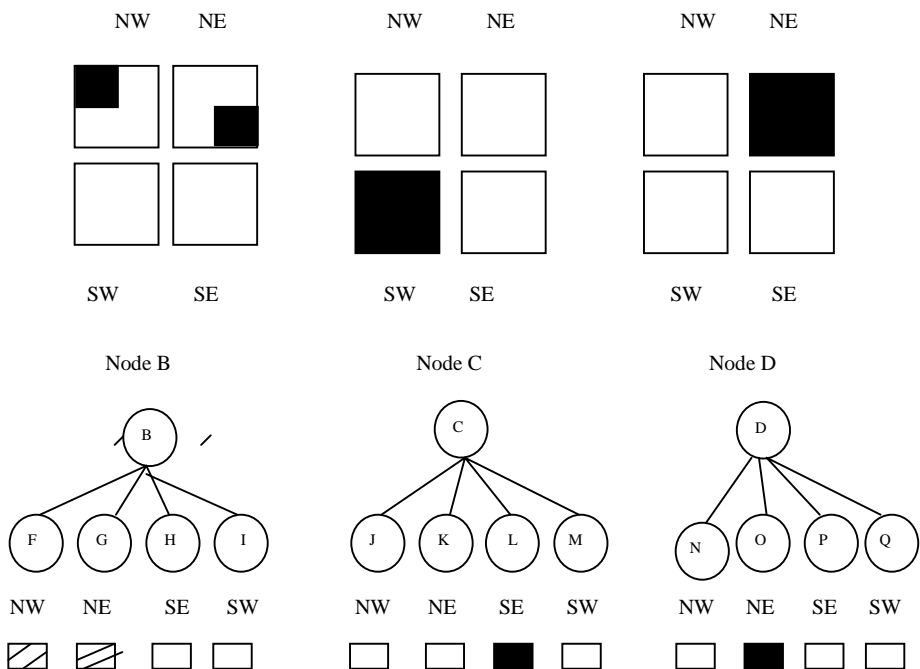 NW NE NW NE NW NE
SW SE SW SE SW SE
Node B Node C Node D
B C D
F G H I J K L M N O P Q
NW NE SE SW NW NE SE SW NW NE SE SW